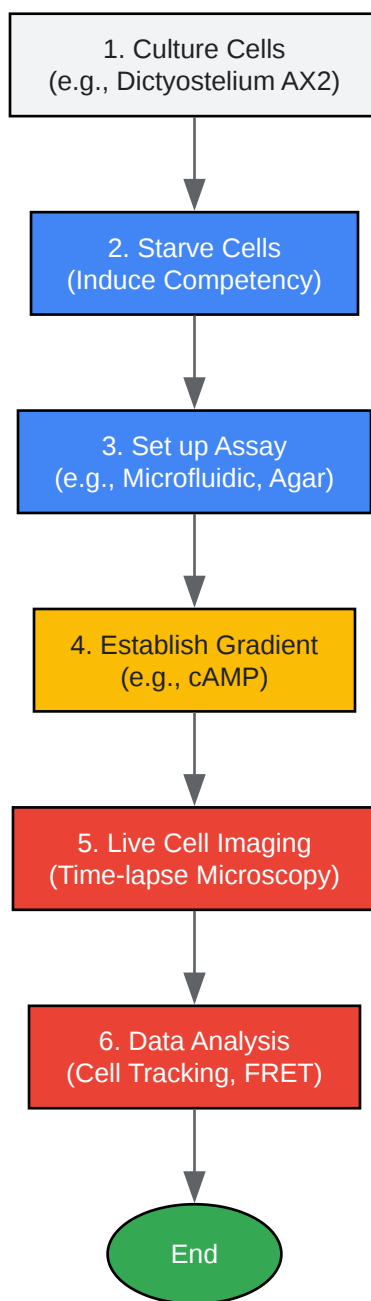 1. Culture Cells
(e.g., Dictyostelium AX2)
2. Starve Cells
(Induce Competency)
3. Set up Assay
(e.g., Microfluidic, Agar)
4. Establish Gradient
(e.g., cAMP)
5. Live Cell Imaging
(Time-lapse Microscopy)
6. Data Analysis
(Cell Tracking, FRET)
End